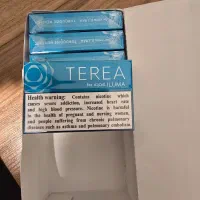 TEREA
for IQOS ILUMA
Health warning: Contains nicotine which
causes severe addiction, increased heart rate
and high blood pressure. Nicotine is harmful
to the health of pregnant and nursing women,
and people suffering from chronic pulmonary
diseases such as asthma and pulmonary embolism